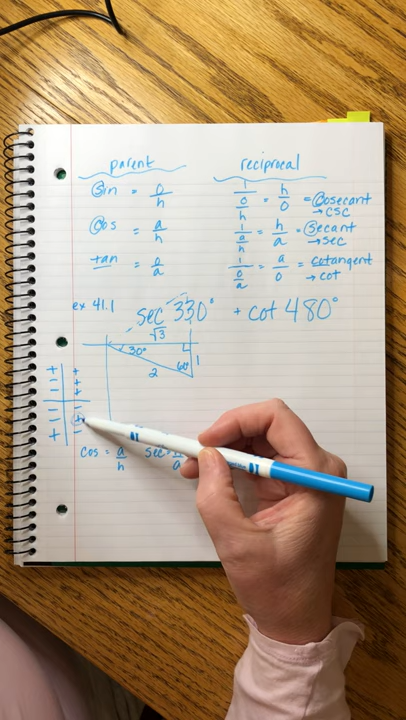 parent reciprocal
Sin = o/h 1/(o/h) = h/o = Cosecant → csc
Cos = a/h 1/(a/h) = h/a = Secant → sec
tan = o/a 1/(o/a) = a/o = cotangent → cot
ex 41.1 sec 330° + cot 480°
√3
30° 60° 1
2
+ +
− +
− +
− −
− +
+ −
cos = a/h sec =